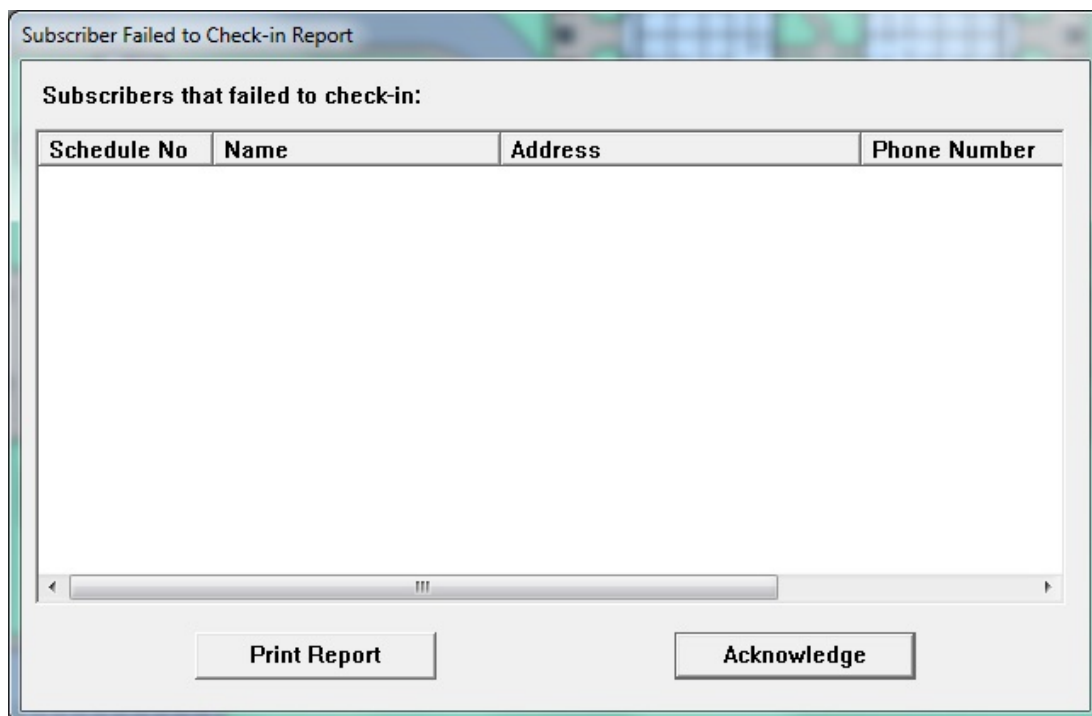 Subscriber Failed to Check-in Report
Subscribers that failed to check-in:
Schedule No Name Address Phone Number
Print Report Acknowledge